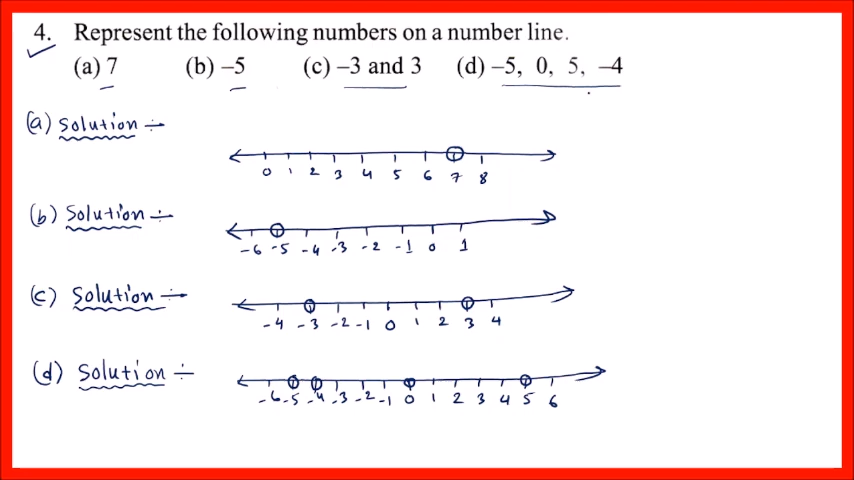 4. Represent the following numbers on a number line.
(a) 7 (b) –5 (c) –3 and 3 (d) –5, 0, 5, –4
(a) Solution ÷
0 1 2 3 4 5 6 7 8
(b) Solution ÷
-6 -5 -4 -3 -2 -1 0 1
(c) Solution ÷
-4 -3 -2 -1 0 1 2 3 4
(d) Solution ÷
-6 -5 -4 -3 -2 -1 0 1 2 3 4 5 6